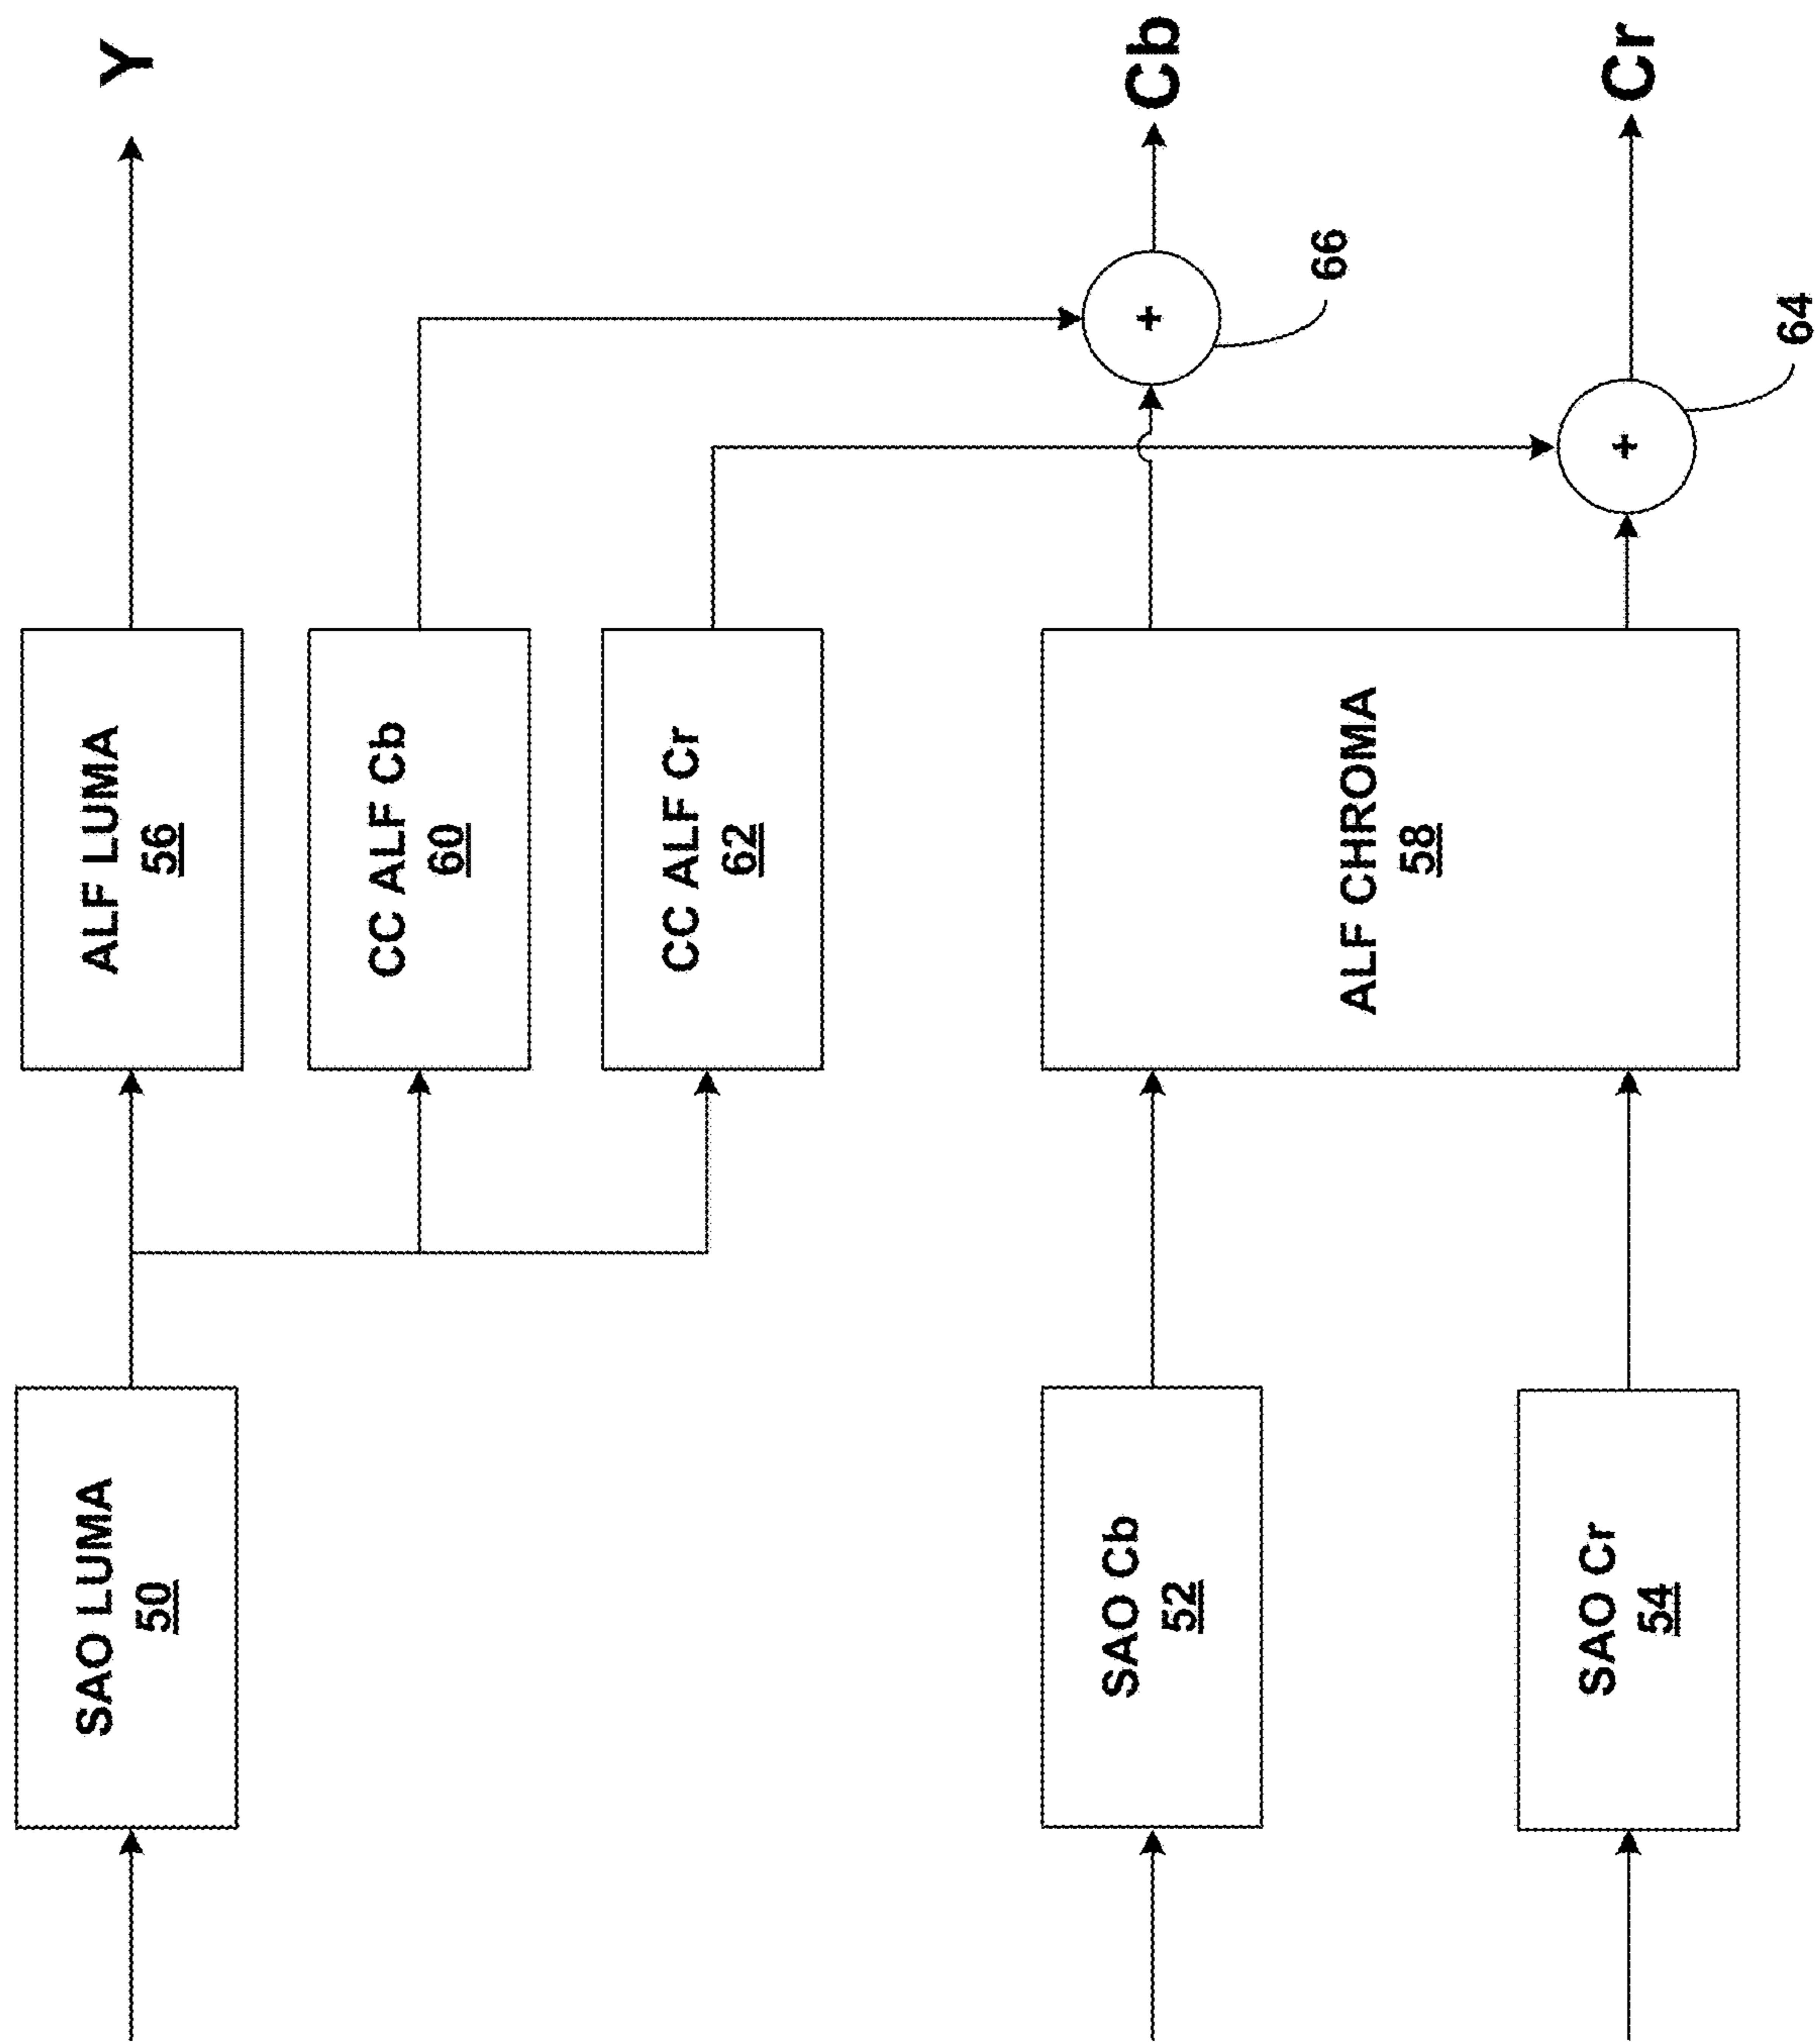 SAO LUMA
50
ALF LUMA
56
Y
CC ALF Cb
60
CC ALF Cr
62
SAO Cb
52
ALF CHROMA
58
+
66
Cb
SAO Cr
54
+
64
Cr